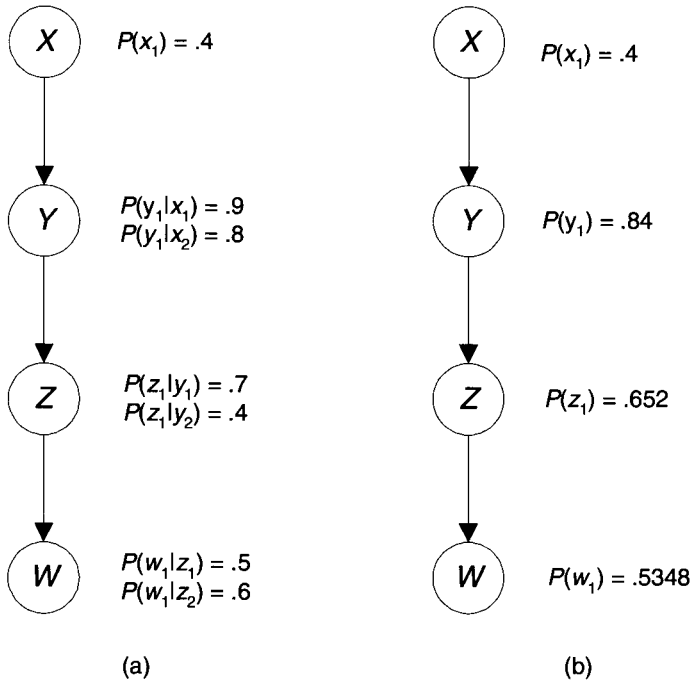 X P(x₁) = .4
Y P(y₁|x₁) = .9
P(y₁|x₂) = .8
Z P(z₁|y₁) = .7
P(z₁|y₂) = .4
W P(w₁|z₁) = .5
P(w₁|z₂) = .6
(a)
X P(x₁) = .4
Y P(y₁) = .84
Z P(z₁) = .652
W P(w₁) = .5348
(b)